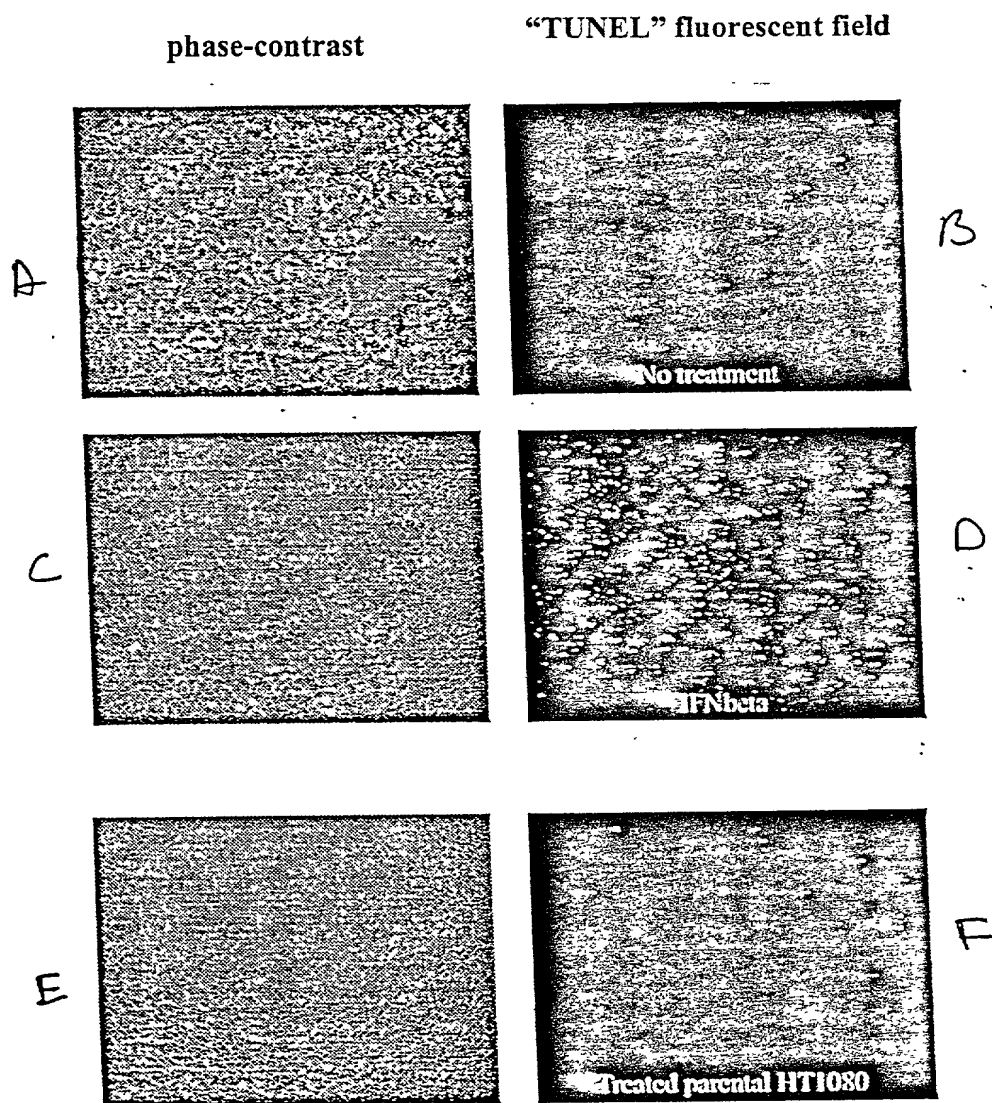 phase-contrast
“TUNEL” fluorescent field
A
B
No treatment
C
D
IFNbeta
E
F
Treated parental HT1080